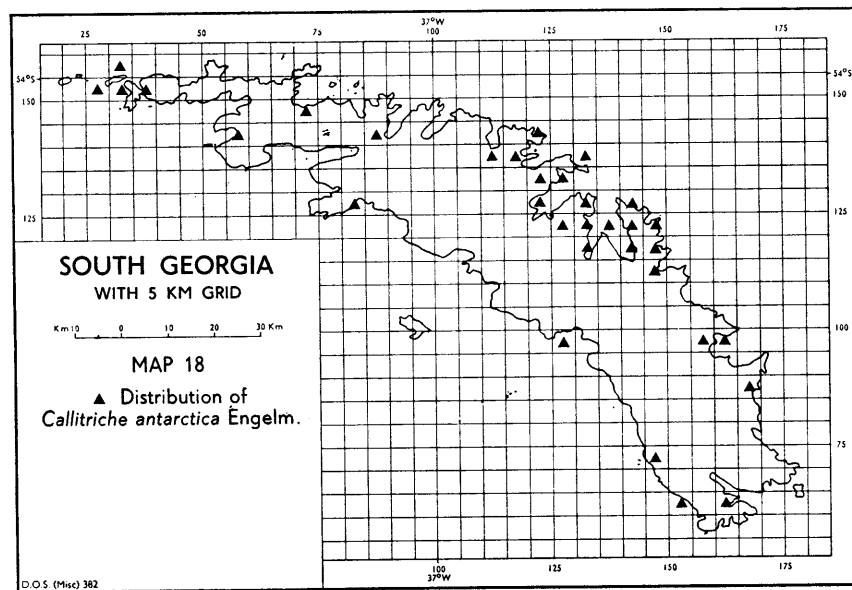 37°W
25 50 75 100 125 150 175
54°S 54°S
150 150
125 125
SOUTH GEORGIA
WITH 5 KM GRID
Km 10 0 10 20 30 Km
100
MAP 18
▲ Distribution of
Callitriche antarctica Engelm.
75
100 125 150 175
37°W
D.O.S. (Misc) 382